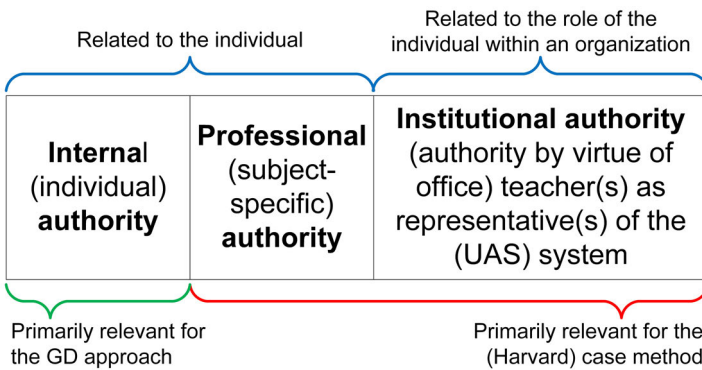 Related to the individual
Related to the role of the
individual within an organization
Internal
(individual)
authority
Professional
(subject-
specific)
authority
Institutional authority
(authority by virtue of
office) teacher(s) as
representative(s) of the
(UAS) system
Primarily relevant for
the GD approach
Primarily relevant for the
(Harvard) case method